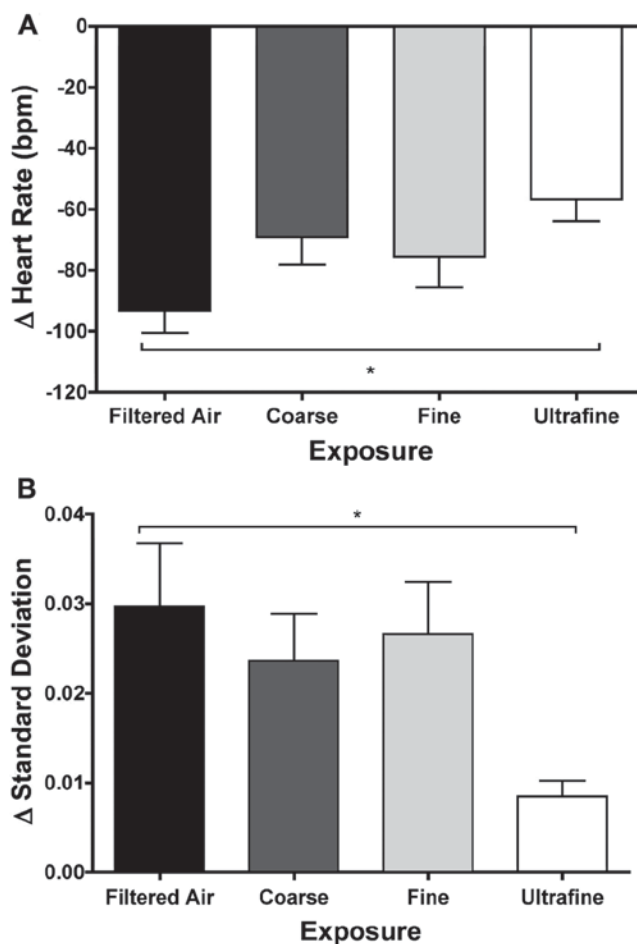 A
Δ Heart Rate (bpm)
0
-20
-40
-60
-80
-100
-120
*
Filtered Air Coarse Fine Ultrafine
Exposure
B
Δ Standard Deviation
0.04
0.03
0.02
0.01
0.00
*
Filtered Air Coarse Fine Ultrafine
Exposure